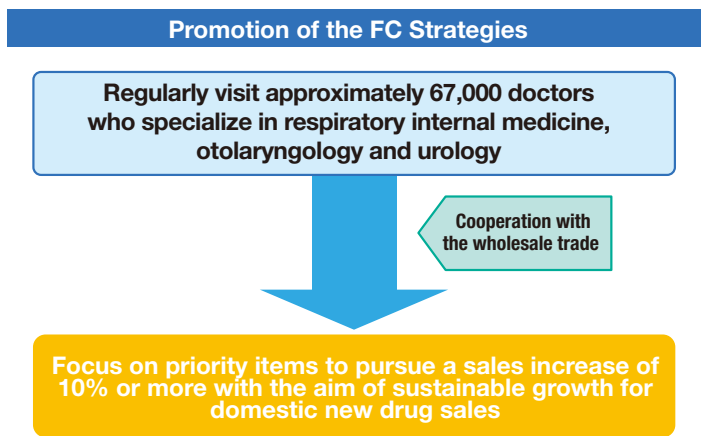 Promotion of the FC Strategies
Regularly visit approximately 67,000 doctors
who specialize in respiratory internal medicine,
otolaryngology and urology
Cooperation with
the wholesale trade
Focus on priority items to pursue a sales increase of
10% or more with the aim of sustainable growth for
domestic new drug sales